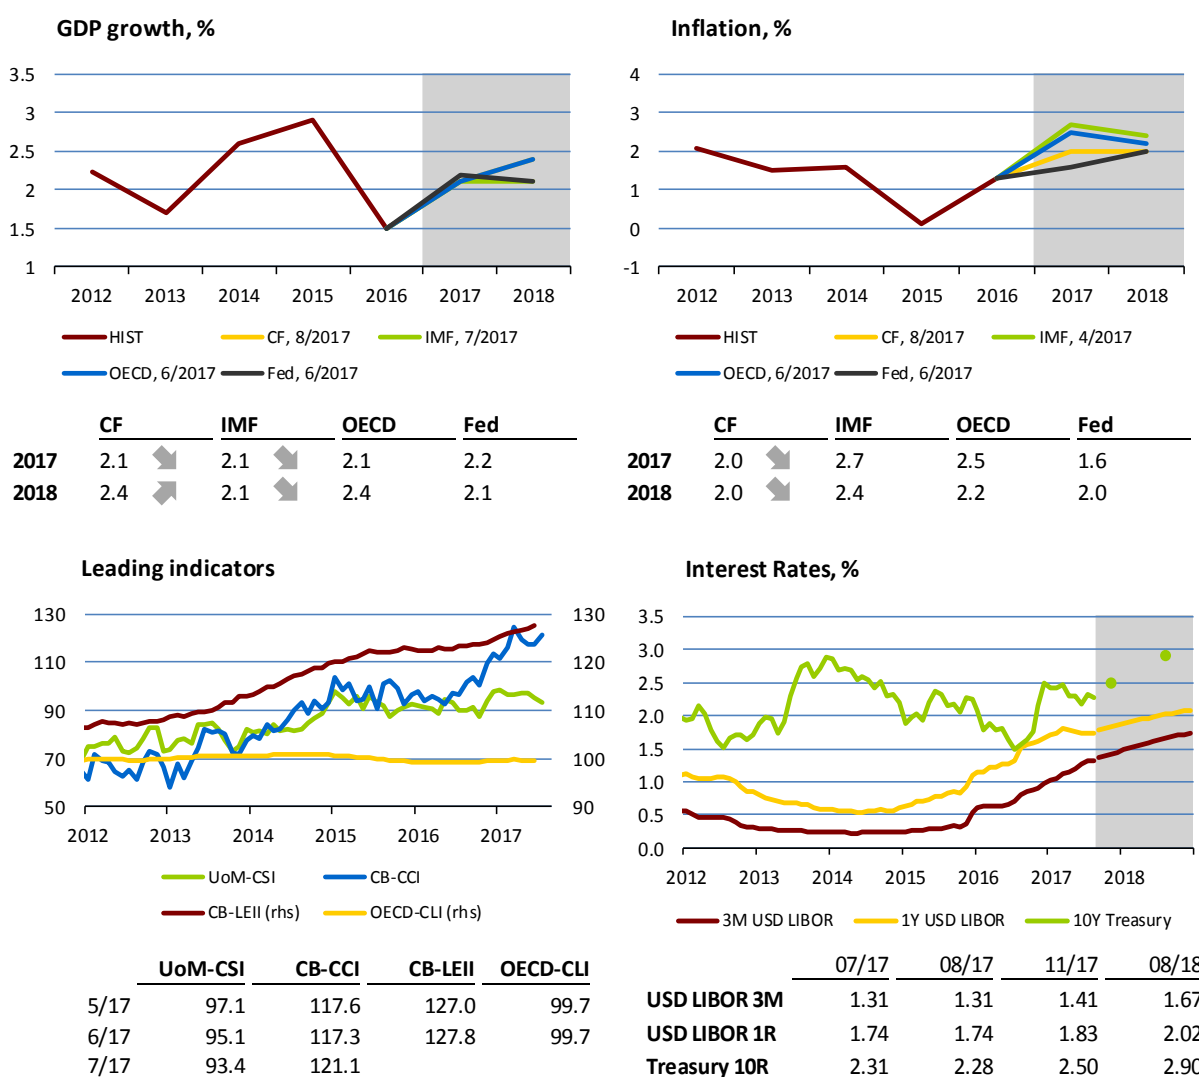 GDP growth, %
3.5
3
2.5
2
1.5
1
2012 2013 2014 2015 2016 2017 2018
HIST CF, 8/2017 IMF, 7/2017
OECD, 6/2017 Fed, 6/2017
CF IMF OECD Fed
2017 2.1 2.1 2.1 2.2
2018 2.4 2.1 2.4 2.1
Inflation, %
4
3
2
1
0
-1
2012 2013 2014 2015 2016 2017 2018
HIST CF, 8/2017 IMF, 4/2017
OECD, 6/2017 Fed, 6/2017
CF IMF OECD Fed
2017 2.0 2.7 2.5 1.6
2018 2.0 2.4 2.2 2.0
Leading indicators
130 130
110 120
90 110
70 100
50 90
2012 2013 2014 2015 2016 2017
UoM-CSI CB-CCI
CB-LEII (rhs) OECD-CLI (rhs)
UoM-CSI CB-CCI CB-LEII OECD-CLI
5/17 97.1 117.6 127.0 99.7
6/17 95.1 117.3 127.8 99.7
7/17 93.4 121.1
Interest Rates, %
3.5
3.0
2.5
2.0
1.5
1.0
0.5
0.0
2012 2013 2014 2015 2016 2017 2018
3M USD LIBOR 1Y USD LIBOR 10Y Treasury
07/17 08/17 11/17 08/18
USD LIBOR 3M 1.31 1.31 1.41 1.67
USD LIBOR 1R 1.74 1.74 1.83 2.02
Treasury 10R 2.31 2.28 2.50 2.90